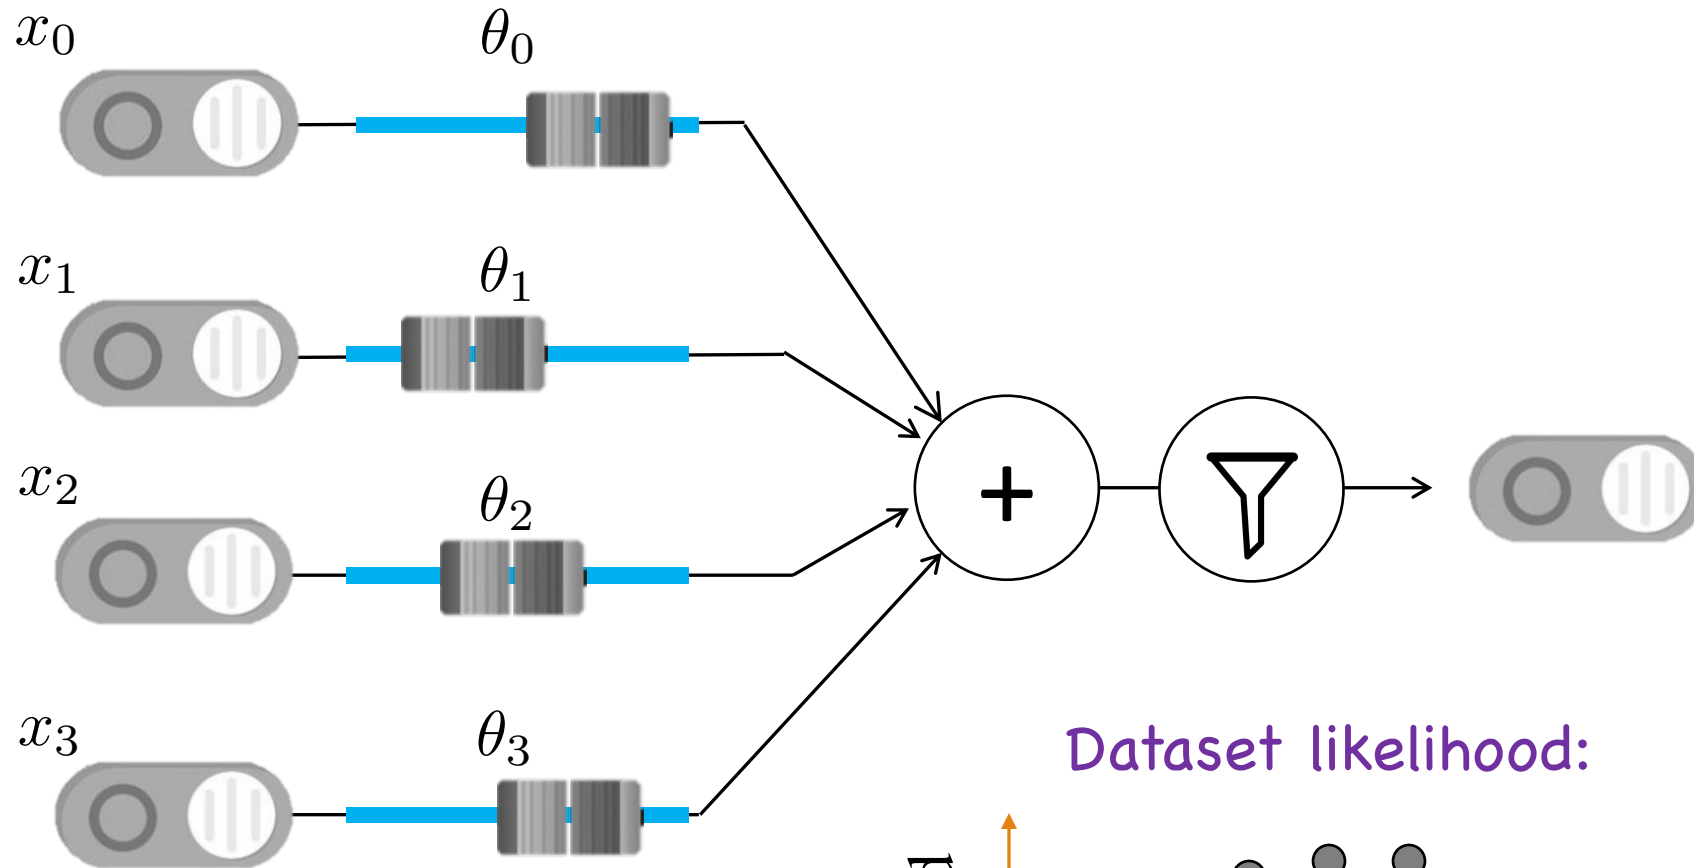 x₀ θ₀
x₁ θ₁
x₂ θ₂
+
x₃ θ₃
Dataset likelihood: